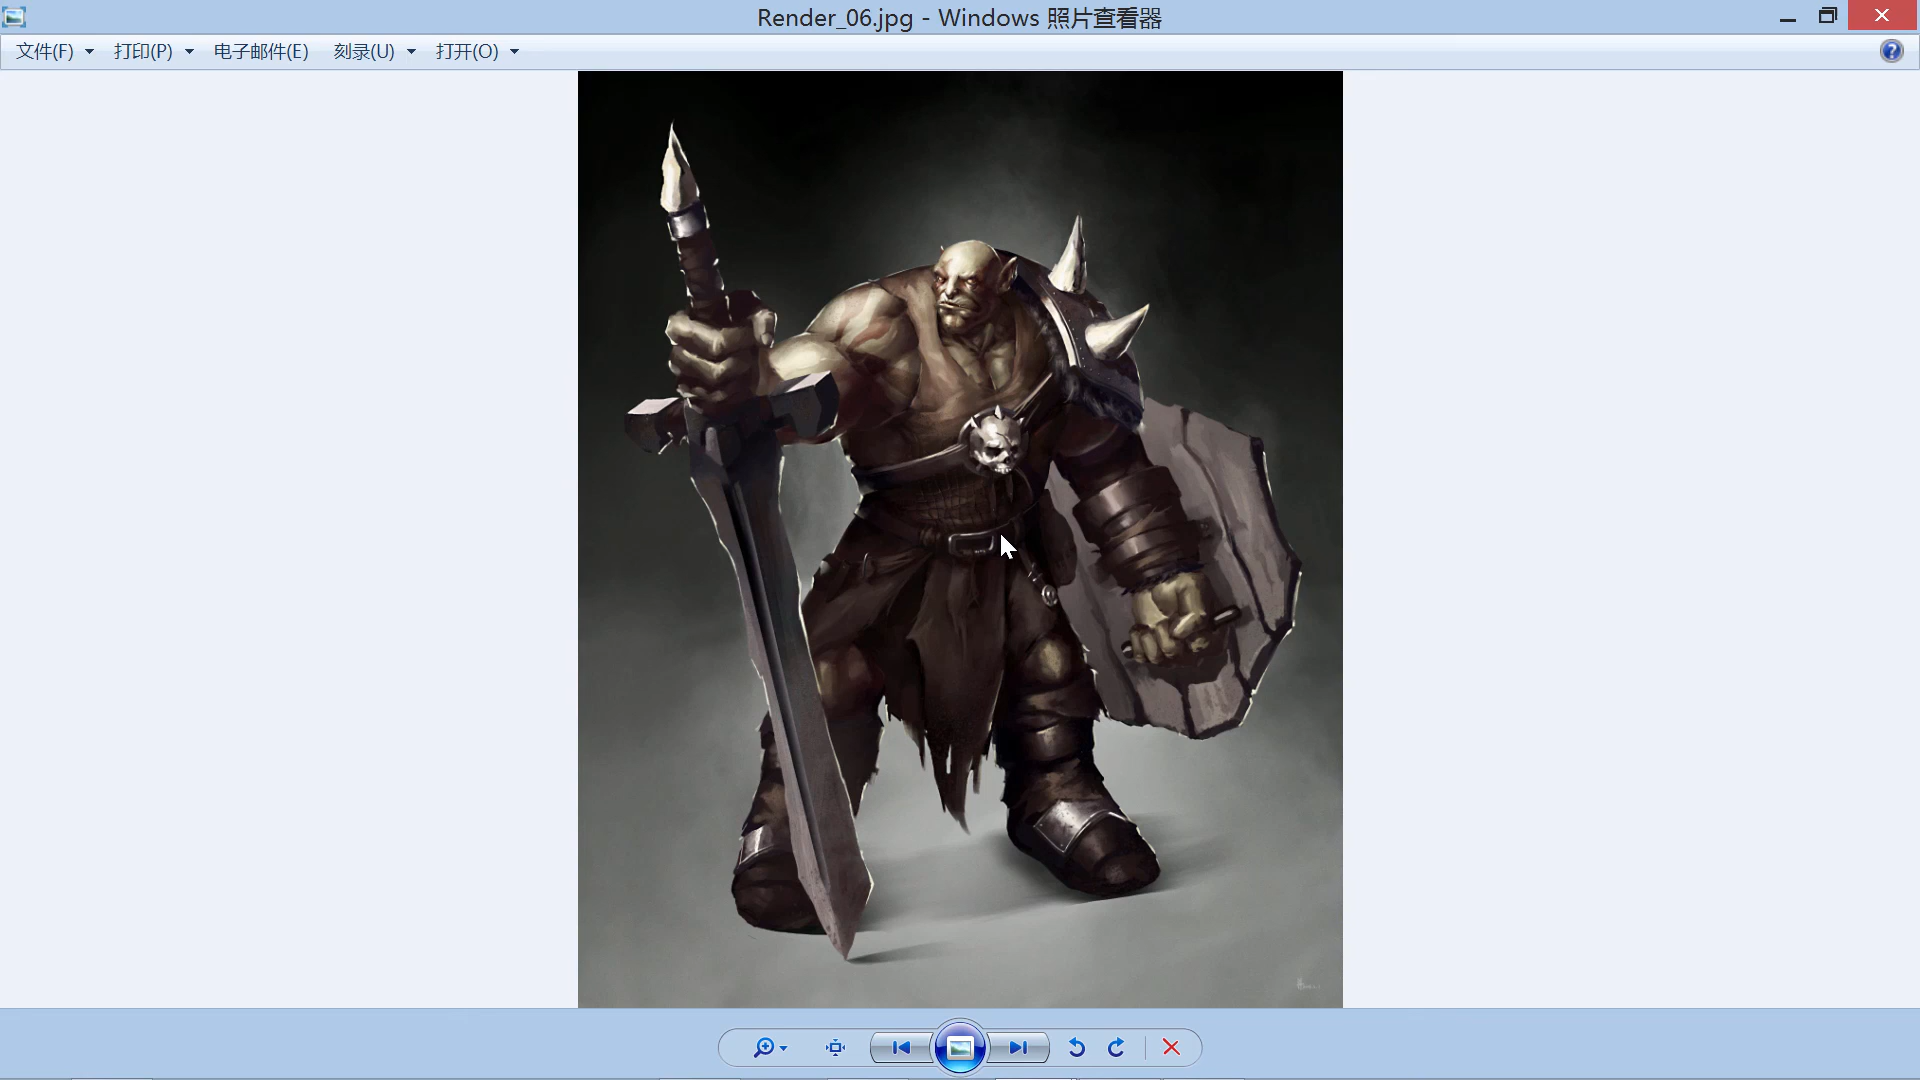 Render_06.jpg - Windows 照片查看器
文件(F) 打印(P) 电子邮件(E) 刻录(U) 打开(O)